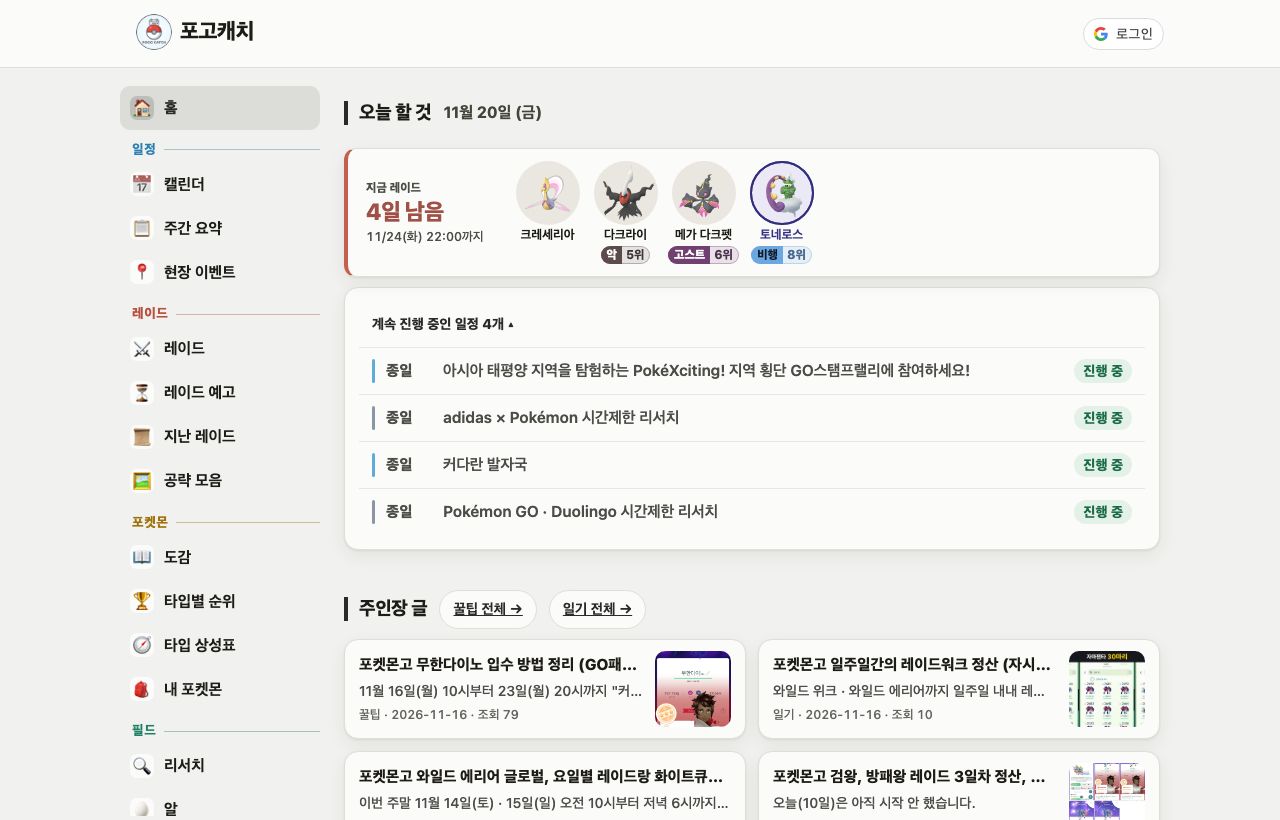 포고캐치
로그인
홈
일정
캘린더
주간 요약
현장 이벤트
레이드
레이드
레이드 예고
지난 레이드
공략 모음
포켓몬
도감
타입별 순위
타입 상성표
내 포켓몬
필드
리서치
알
오늘 할 것 11월 20일 (금)
지금 레이드
4일 남음
11/24(화) 22:00까지
크레세리아
다크라이
악 5위
메가 다크펫
고스트 6위
토네로스
비행 8위
계속 진행 중인 일정 4개 ▴
종일 아시아 태평양 지역을 탐험하는 PokéXciting! 지역 횡단 GO스탬프랠리에 참여하세요! 진행 중
종일 adidas × Pokémon 시간제한 리서치 진행 중
종일 커다란 발자국 진행 중
종일 Pokémon GO · Duolingo 시간제한 리서치 진행 중
주인장 글 꿀팁 전체 → 일기 전체 →
포켓몬고 무한다이노 입수 방법 정리 (GO패...
11월 16일(월) 10시부터 23일(월) 20시까지 "커...
꿀팁 · 2026-11-16 · 조회 79
무한다이노
포켓몬고 일주일간의 레이드워크 정산 (자시...
와일드 위크 · 와일드 에리어까지 일주일 내내 레...
일기 · 2026-11-16 · 조회 10
포켓몬고 와일드 에리어 글로벌, 요일별 레이드랑 화이트큐...
이번 주말 11월 14일(토) · 15일(일) 오전 10시부터 저녁 6시까지...
포켓몬고 검왕, 방패왕 레이드 3일차 정산, ...
오늘(10일)은 아직 시작 안 했습니다.